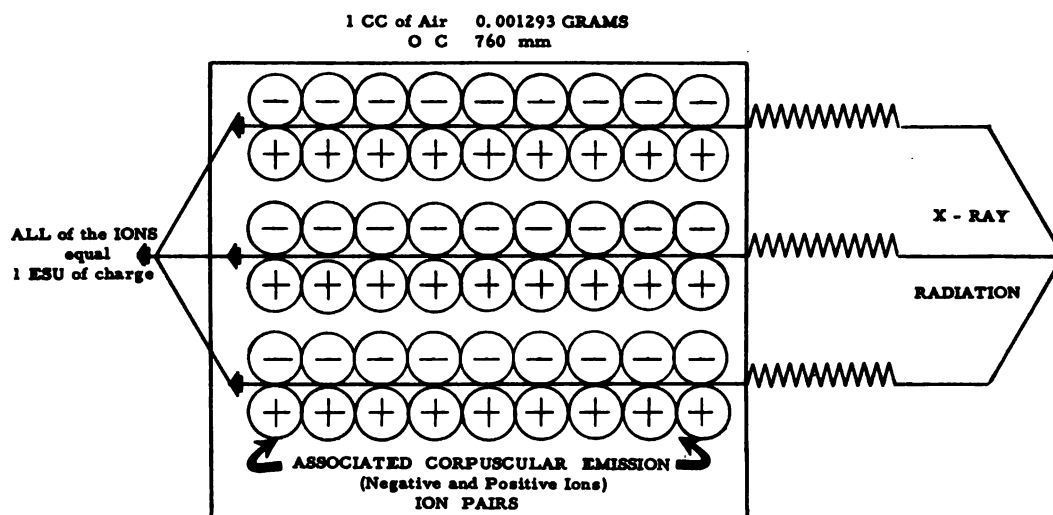 1 CC of Air 0.001293 GRAMS
O C 760 mm
ALL of the IONS
equal
1 ESU of charge
X - RAY
RADIATION
ASSOCIATED CORPUSCULAR EMISSION
(Negative and Positive Ions)
ION PAIRS